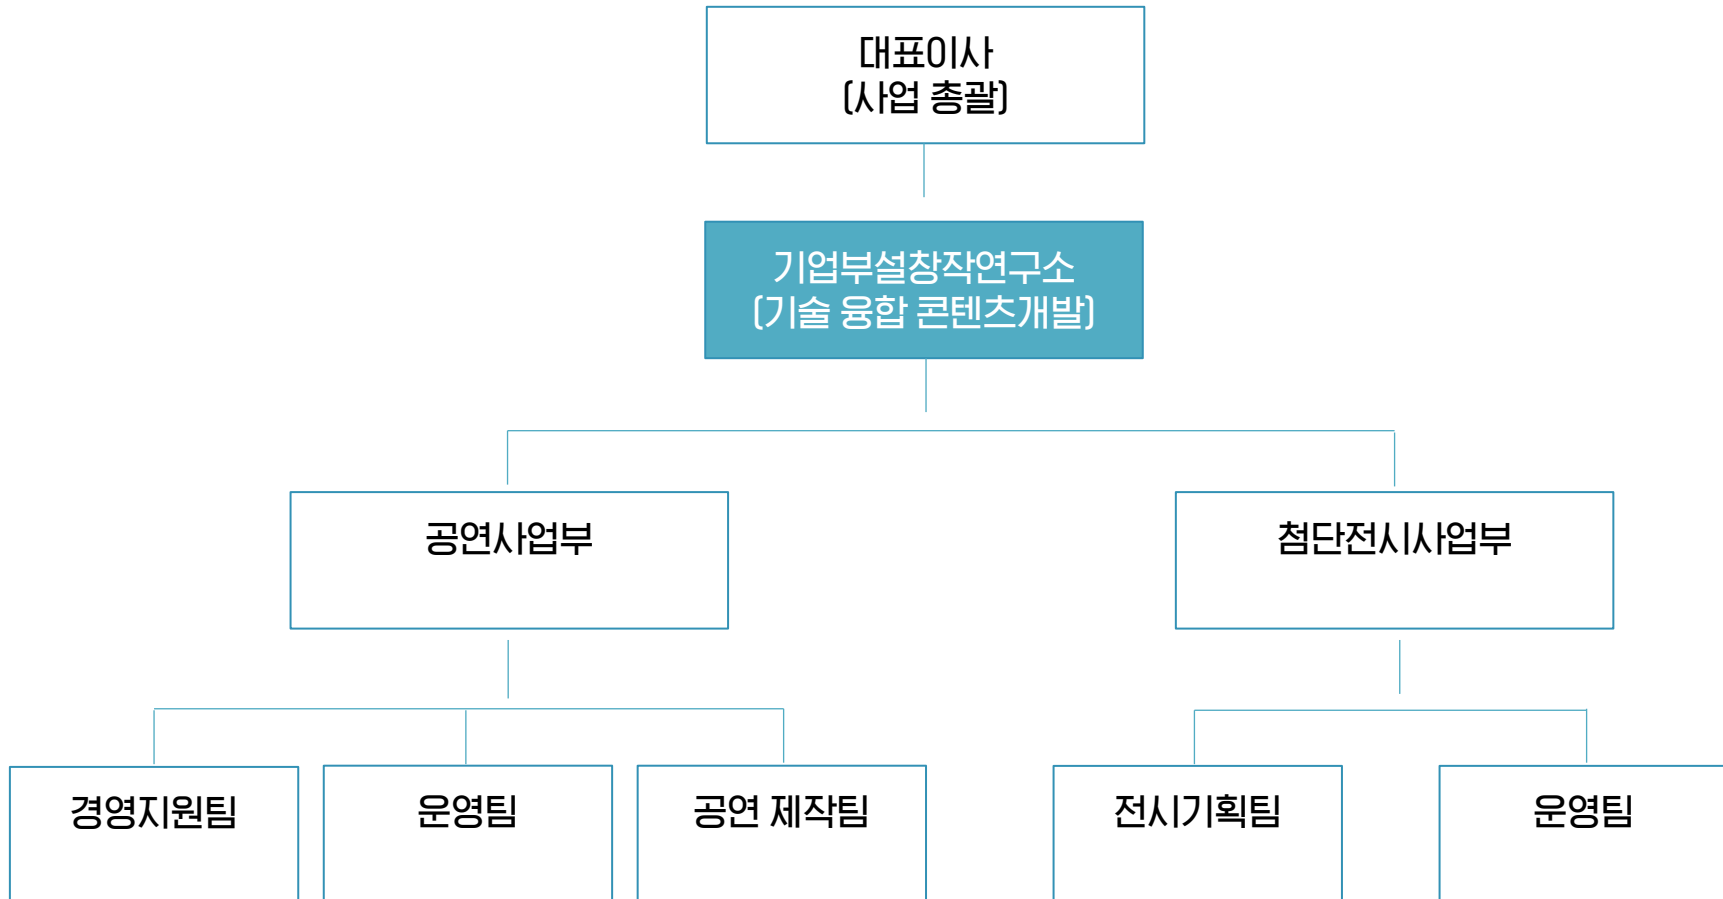 대표이사
(사업 총괄)
기업부설창작연구소
(기술 융합 콘텐츠개발)
공연사업부
첨단전시사업부
경영지원팀
운영팀
공연 제작팀
전시기획팀
운영팀